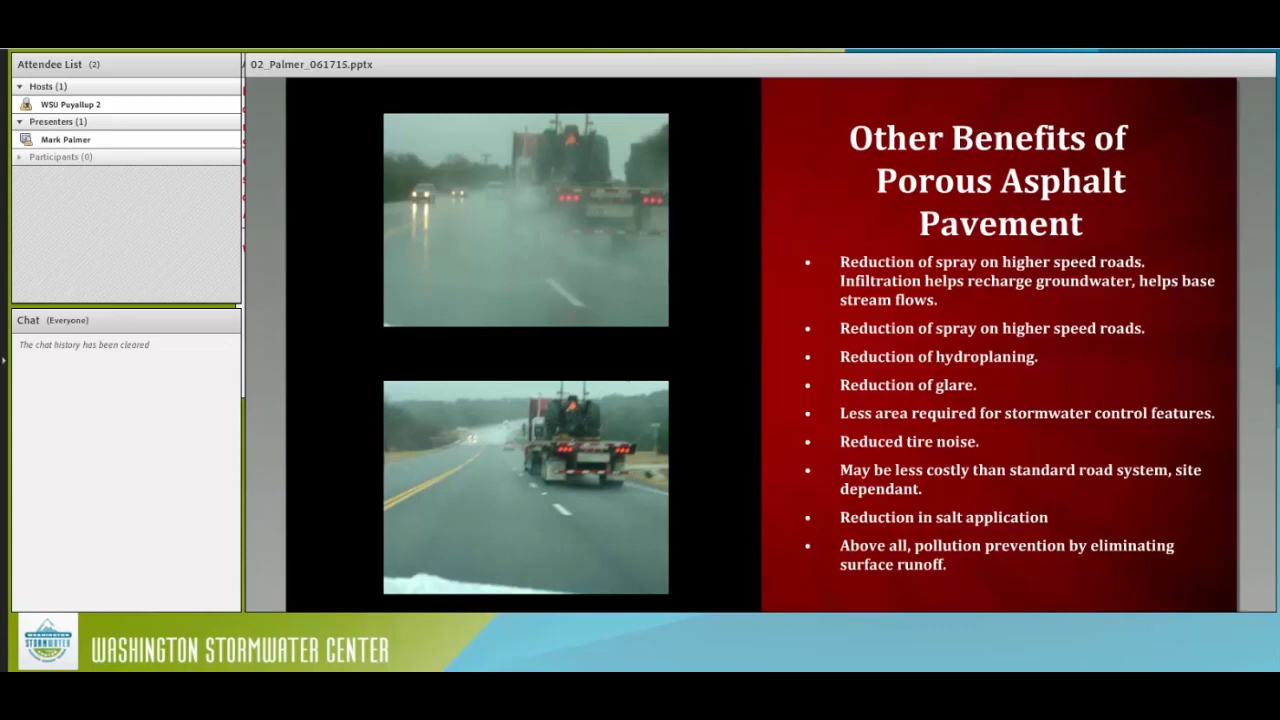 Attendee List (2)
Hosts (1)
WSU Puyallup 2
Presenters (1)
Mark Palmer
Participants (0)
Chat (Everyone)
The chat history has been cleared
02_Palmer_061715.pptx
Other Benefits of
Porous Asphalt
Pavement
• Reduction of spray on higher speed roads.
Infiltration helps recharge groundwater, helps base
stream flows.
• Reduction of spray on higher speed roads.
• Reduction of hydroplaning.
• Reduction of glare.
• Less area required for stormwater control features.
• Reduced tire noise.
• May be less costly than standard road system, site
dependant.
• Reduction in salt application
• Above all, pollution prevention by eliminating
surface runoff.
WASHINGTON
STORMWATER
WASHINGTON STORMWATER CENTER